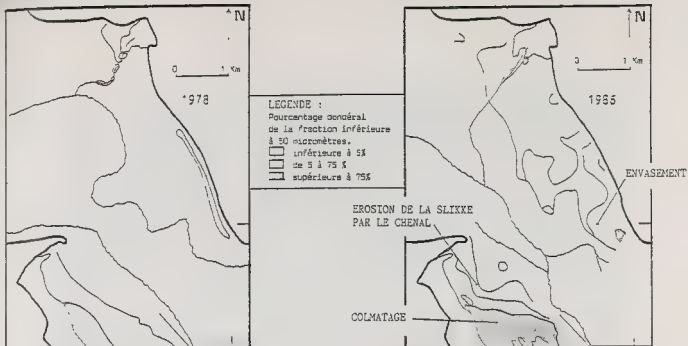 N
0 1 Km
1978
LEGENDE :
Pourcentage pondéral
de la fraction inférieure
à 50 micromètres.
inférieure à 5%
de 5 à 75 %
supérieure à 75%
N
0 1 Km
1985
ENVASEMENT
EROSION DE LA SLIKKE
PAR LE CHENAL
COLMATAGE